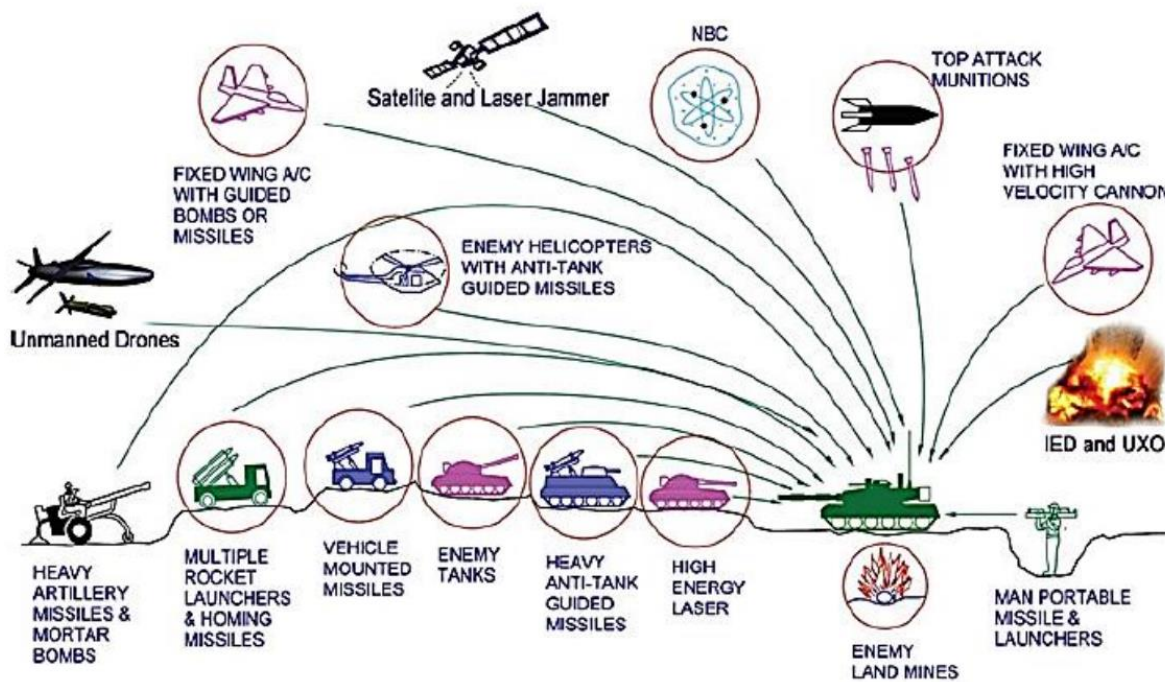 NBC
TOP ATTACK
MUNITIONS
Satelite and Laser Jammer
FIXED WING A/C
WITH GUIDED
BOMBS OR
MISSILES
FIXED WING A/C
WITH HIGH
VELOCITY CANNON
ENEMY HELICOPTERS
WITH ANTI-TANK
GUIDED MISSILES
Unmanned Drones
IED and UXO
HEAVY
ARTILLERY
MISSILES &
MORTAR
BOMBS
MULTIPLE
ROCKET
LAUNCHERS
& HOMING
MISSILES
VEHICLE
MOUNTED
MISSILES
ENEMY
TANKS
HEAVY
ANTI-TANK
GUIDED
MISSILES
HIGH
ENERGY
LASER
ENEMY
LAND MINES
MAN PORTABLE
MISSILE &
LAUNCHERS